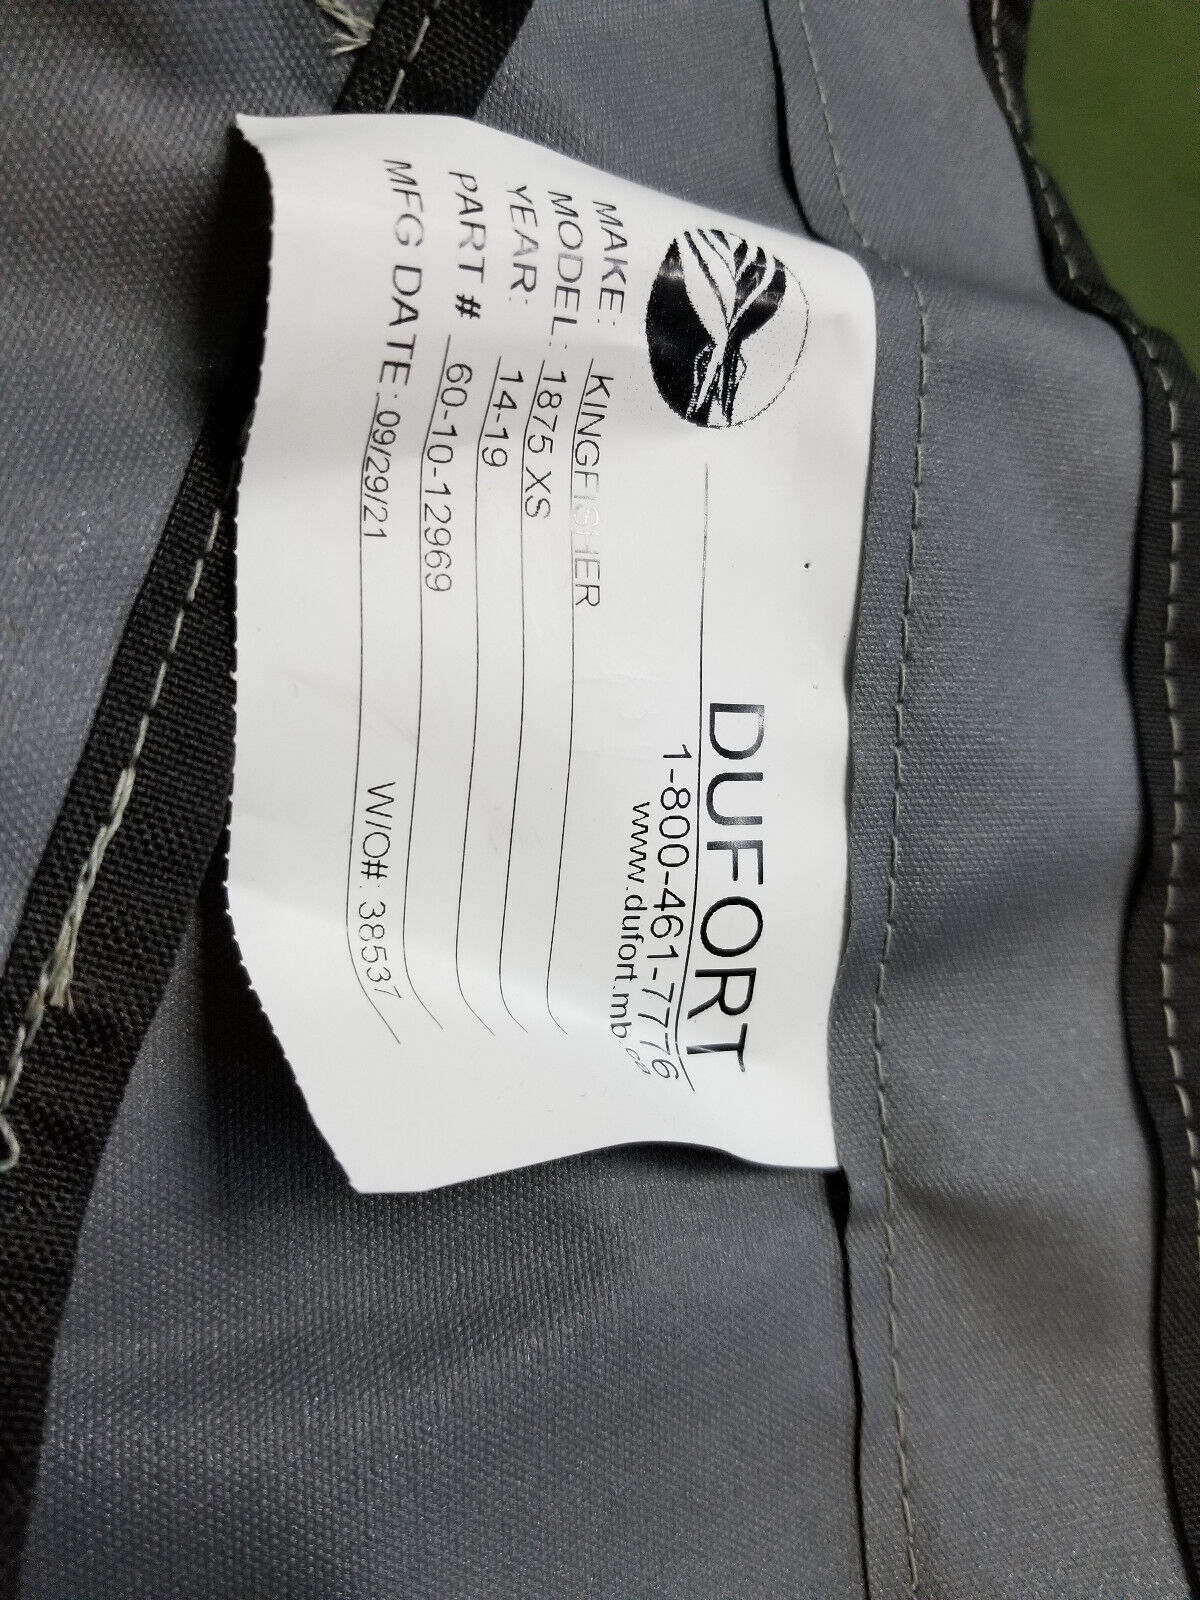 DUFORT
1-800-461-7776
www.dufort.mb.ca
MAKE: KINGFISHER
MODEL: 1875 XS
YEAR: 14-19
PART # 60-10-12969
MFG DATE: 09/29/21 W/O#: 38537